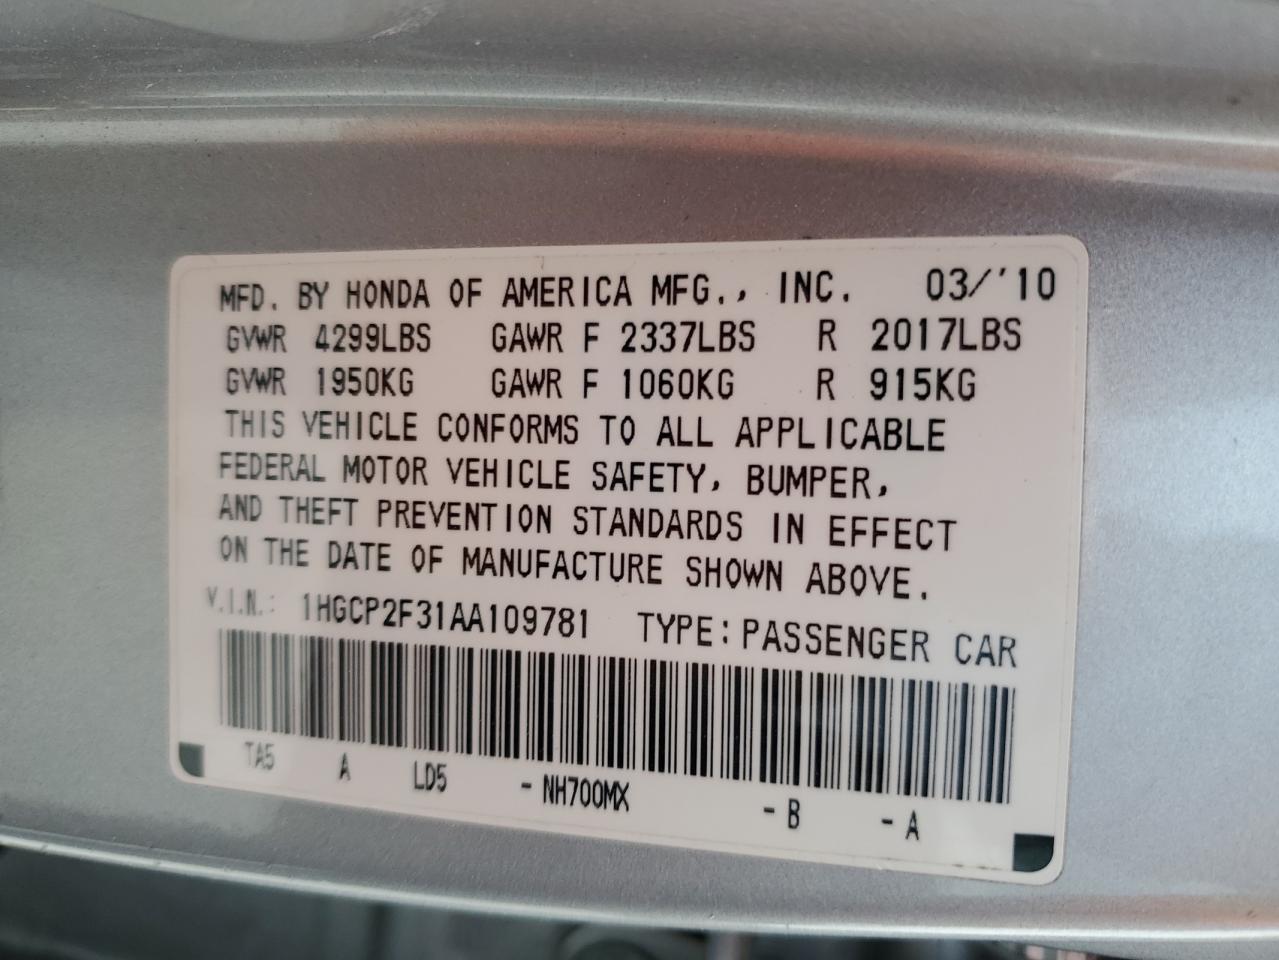 MFD. BY HONDA OF AMERICA MFG., INC. 03/'10
GVWR 4299LBS GAWR F 2337LBS R 2017LBS
GVWR 1950KG GAWR F 1060KG R 915KG
THIS VEHICLE CONFORMS TO ALL APPLICABLE
FEDERAL MOTOR VEHICLE SAFETY, BUMPER,
AND THEFT PREVENTION STANDARDS IN EFFECT
ON THE DATE OF MANUFACTURE SHOWN ABOVE.
V.I.N.: 1HGCP2F31AA109781 TYPE: PASSENGER CAR
TA5 A LD5 - NH700MX - B - A